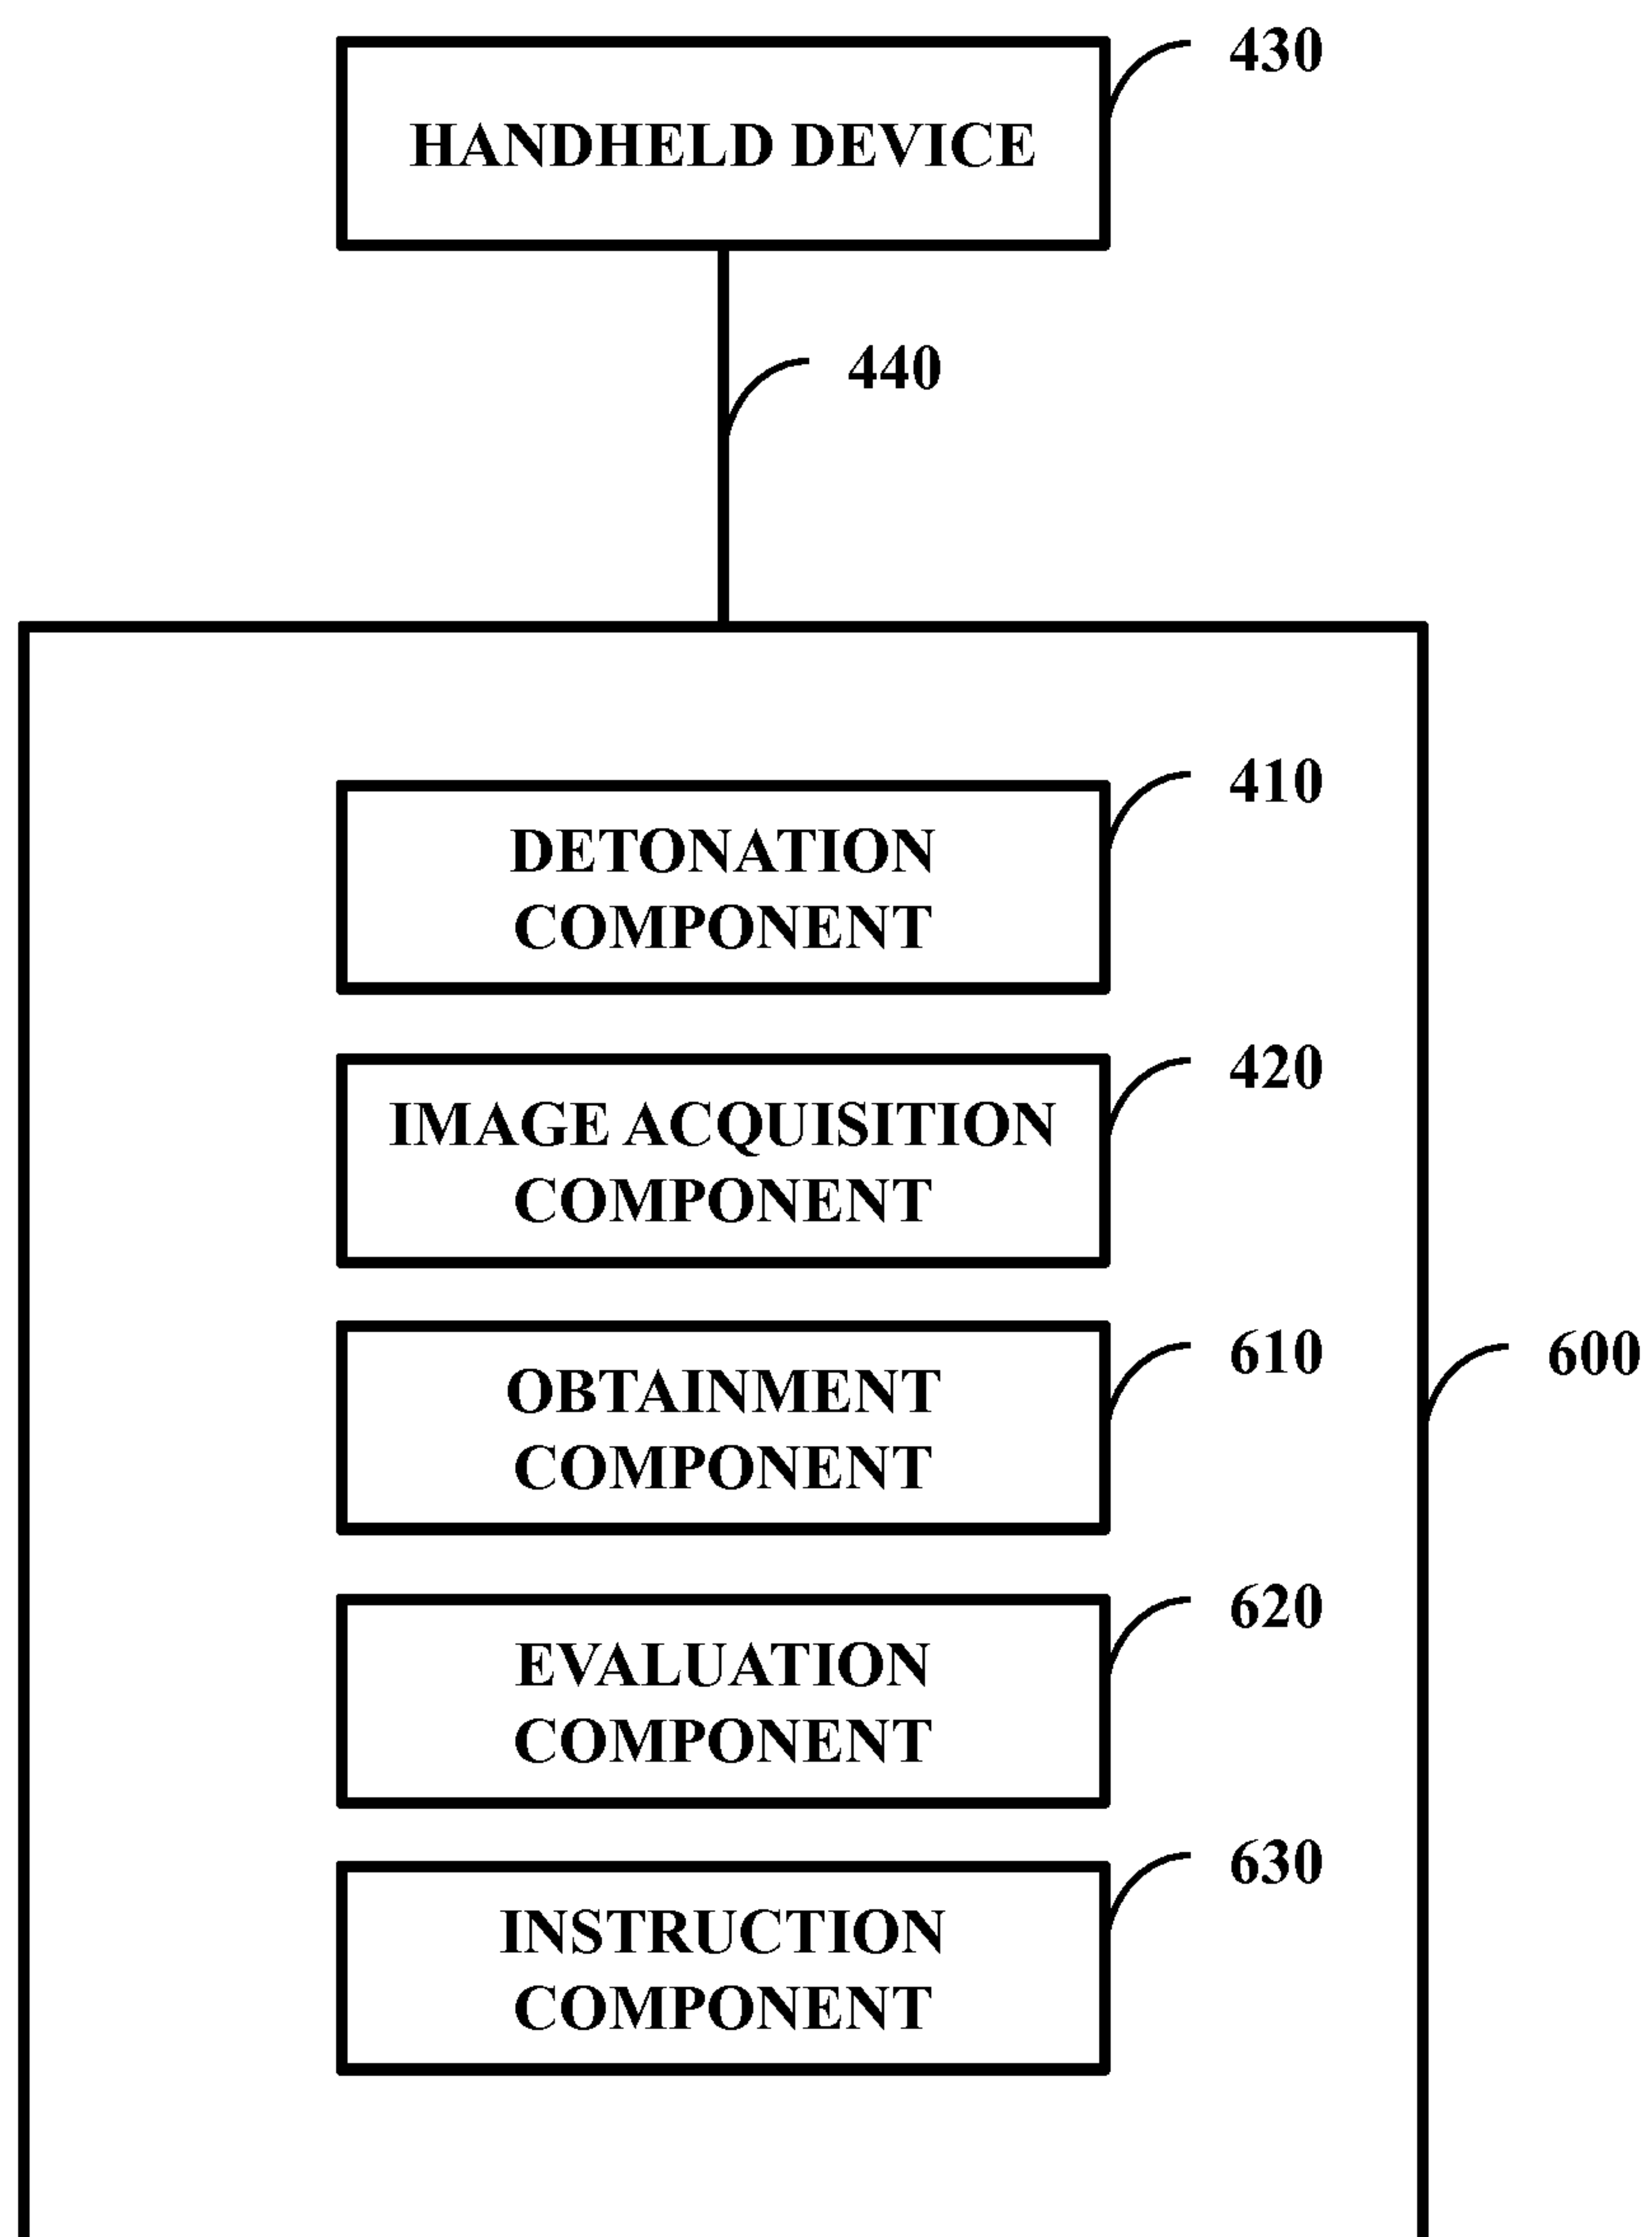 430
HANDHELD DEVICE
440
410
DETONATION
COMPONENT
420
IMAGE ACQUISITION
COMPONENT
610
600
OBTAINMENT
COMPONENT
620
EVALUATION
COMPONENT
630
INSTRUCTION
COMPONENT